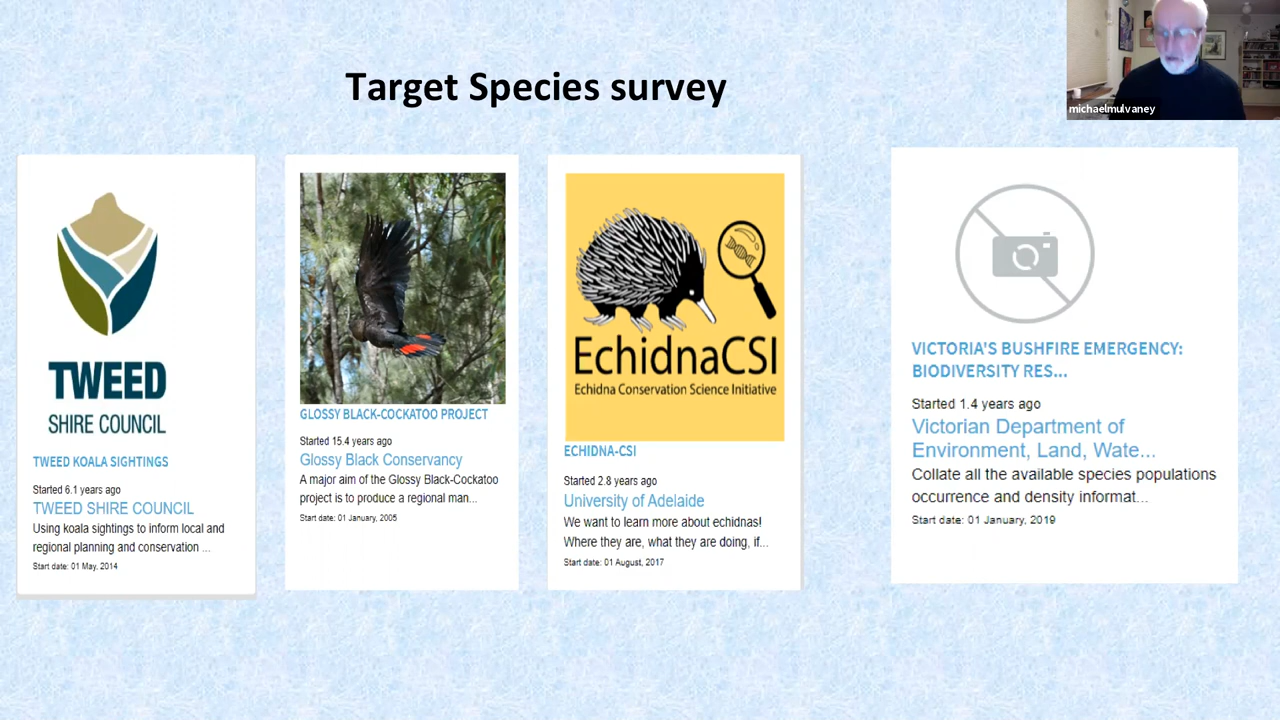 Target Species survey
michaelmulvaney
TWEED
SHIRE COUNCIL
TWEED KOALA SIGHTINGS
Started 6.1 years ago
TWEED SHIRE COUNCIL
Using koala sightings to inform local and
regional planning and conservation ...
Start date: 01 May, 2014
GLOSSY BLACK-COCKATOO PROJECT
Started 15.4 years ago
Glossy Black Conservancy
A major aim of the Glossy Black-Cockatoo
project is to produce a regional man...
Start date: 01 January, 2005
EchidnaCSI
Echidna Conservation Science Initiative
ECHIDNA-CSI
Started 2.8 years ago
University of Adelaide
We want to learn more about echidnas!
Where they are, what they are doing, if...
Start date: 01 August, 2017
VICTORIA'S BUSHFIRE EMERGENCY:
BIODIVERSITY RES...
Started 1.4 years ago
Victorian Department of
Environment, Land, Wate...
Collate all the available species populations
occurrence and density informat...
Start date: 01 January, 2019